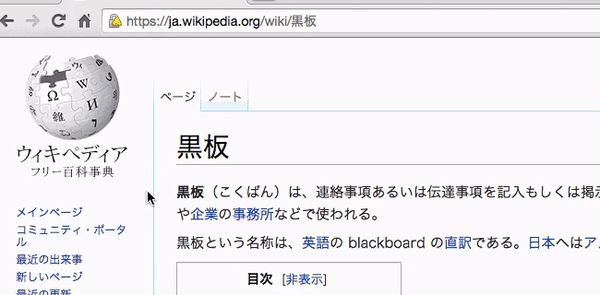 https://ja.wikipedia.org/wiki/黒板
Ω
W
И
維
ウィキペディア
フリー百科事典
ページ ノート
黒板
黒板（こくばん）は、連絡事項あるいは伝達事項を記入もしくは掲
や企業の事務所などで使われる。
黒板という名称は、英語の blackboard の直訳である。日本へはア
目次 [非表示]
メインページ
コミュニティ・ポータ
ル
最近の出来事
新しいページ
最近の更新